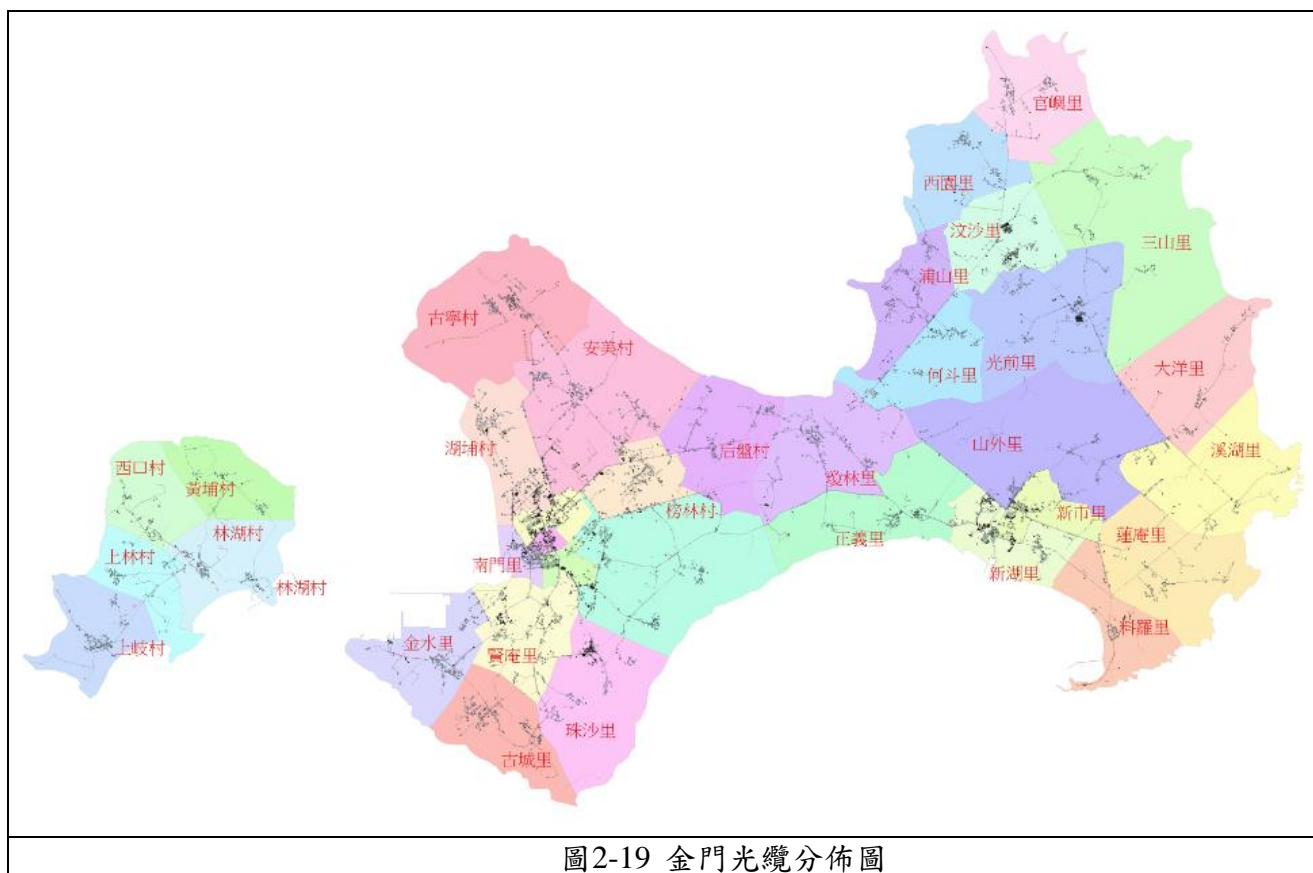 官嶼里
西園里
汶沙里
三山里
浦山里
古寧村
安美村
何斗里
光前里
大洋里
湖埔村
后盤村
瓊林里
山外里
溪湖里
西口村
黃埔村
榜林村
新市里
蓮庵里
林湖村
上林村
南門里
正義里
新湖里
林湖村
上岐村
金水里
賢庵里
料羅里
珠沙里
古城里
圖2-19 金門光纜分佈圖